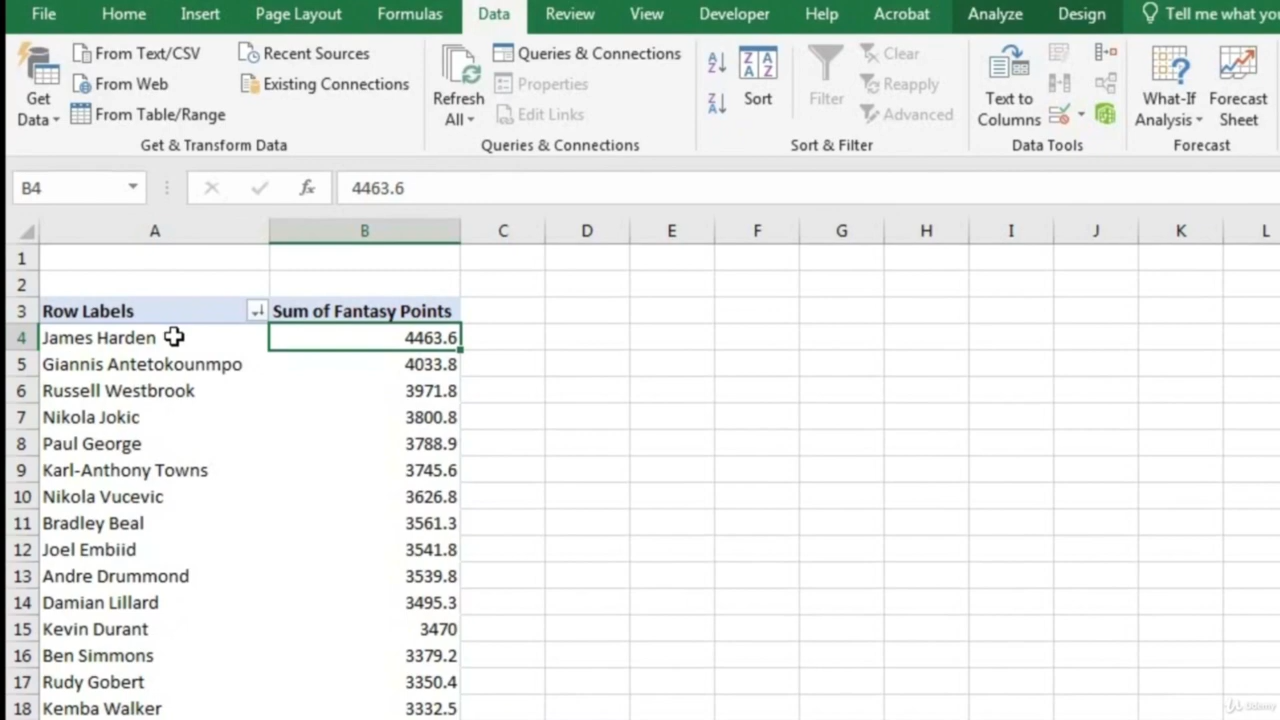 File Home Insert Page Layout Formulas Data Review View Developer Help Acrobat Analyze Design Tell me what you
From Text/CSV Recent Sources Queries & Connections Clear
From Web Existing Connections Properties Reapply
From Table/Range Edit Links Advanced
Get Data Refresh All Sort Filter Text to Columns What-If Analysis Forecast Sheet
Get & Transform Data Queries & Connections Sort & Filter Data Tools Forecast
B4 fx 4463.6
A B C D E F G H I J K L
1
2
3 Row Labels Sum of Fantasy Points
4 James Harden 4463.6
5 Giannis Antetokounmpo 4033.8
6 Russell Westbrook 3971.8
7 Nikola Jokic 3800.8
8 Paul George 3788.9
9 Karl-Anthony Towns 3745.6
10 Nikola Vucevic 3626.8
11 Bradley Beal 3561.3
12 Joel Embiid 3541.8
13 Andre Drummond 3539.8
14 Damian Lillard 3495.3
15 Kevin Durant 3470
16 Ben Simmons 3379.2
17 Rudy Gobert 3350.4
18 Kemba Walker 3332.5
Udemy